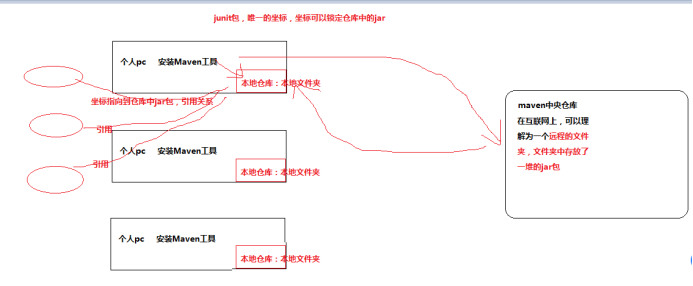 junit包，唯一的坐标，坐标可以锁定仓库中的jar
个人pc 安装Maven工具
本地仓库：本地文件夹
坐标指向到仓库中jar包，引用关系
引用
个人pc 安装Maven工具
引用
本地仓库：本地文件夹
个人pc 安装Maven工具
本地仓库：本地文件夹
maven中央仓库
在互联网上，可以理
解为一个远程的文件
夹，文件夹中存放了
一堆的jar包